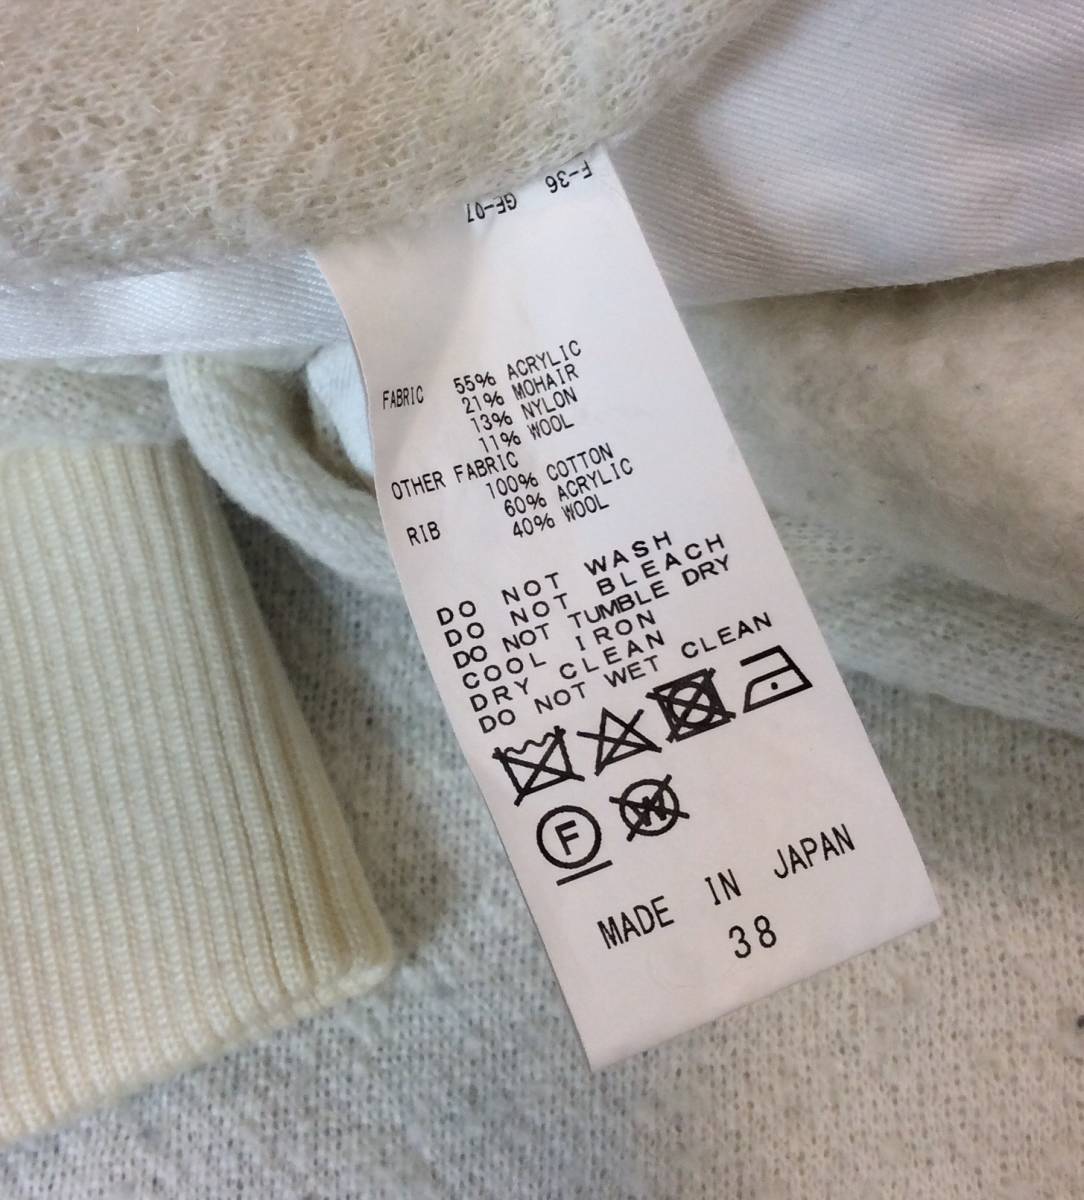 F-36
GE-07
FABRIC 55% ACRYLIC
21% MOHAIR
13% NYLON
11% WOOL
OTHER FABRIC
100% COTTON
RIB 60% ACRYLIC
40% WOOL
DO NOT WASH
DO NOT BLEACH
DO NOT TUMBLE DRY
COOL IRON
DRY CLEAN
DO NOT WET CLEAN
F W
MADE IN JAPAN
38